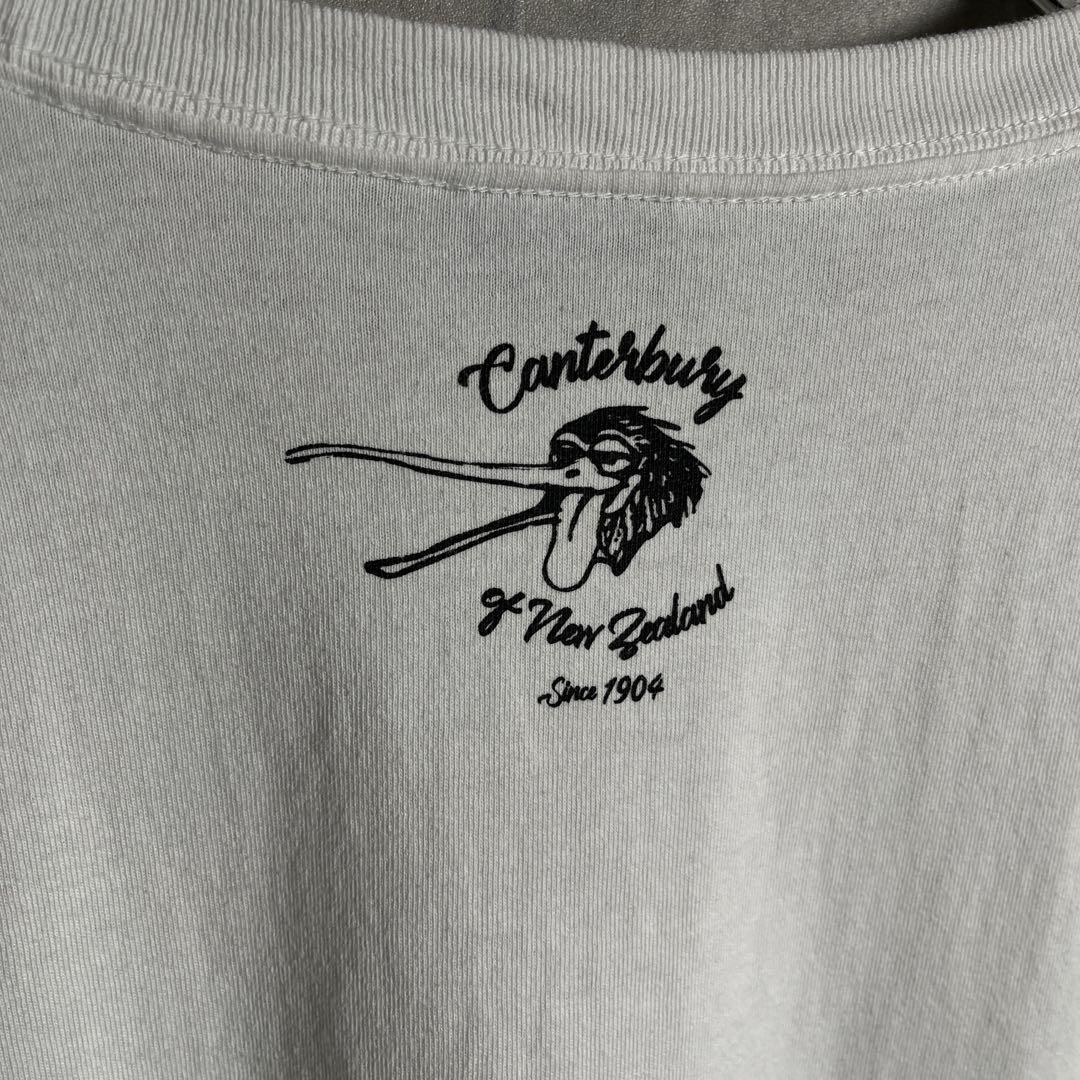 Canterbury
of New Zealand
Since 1904